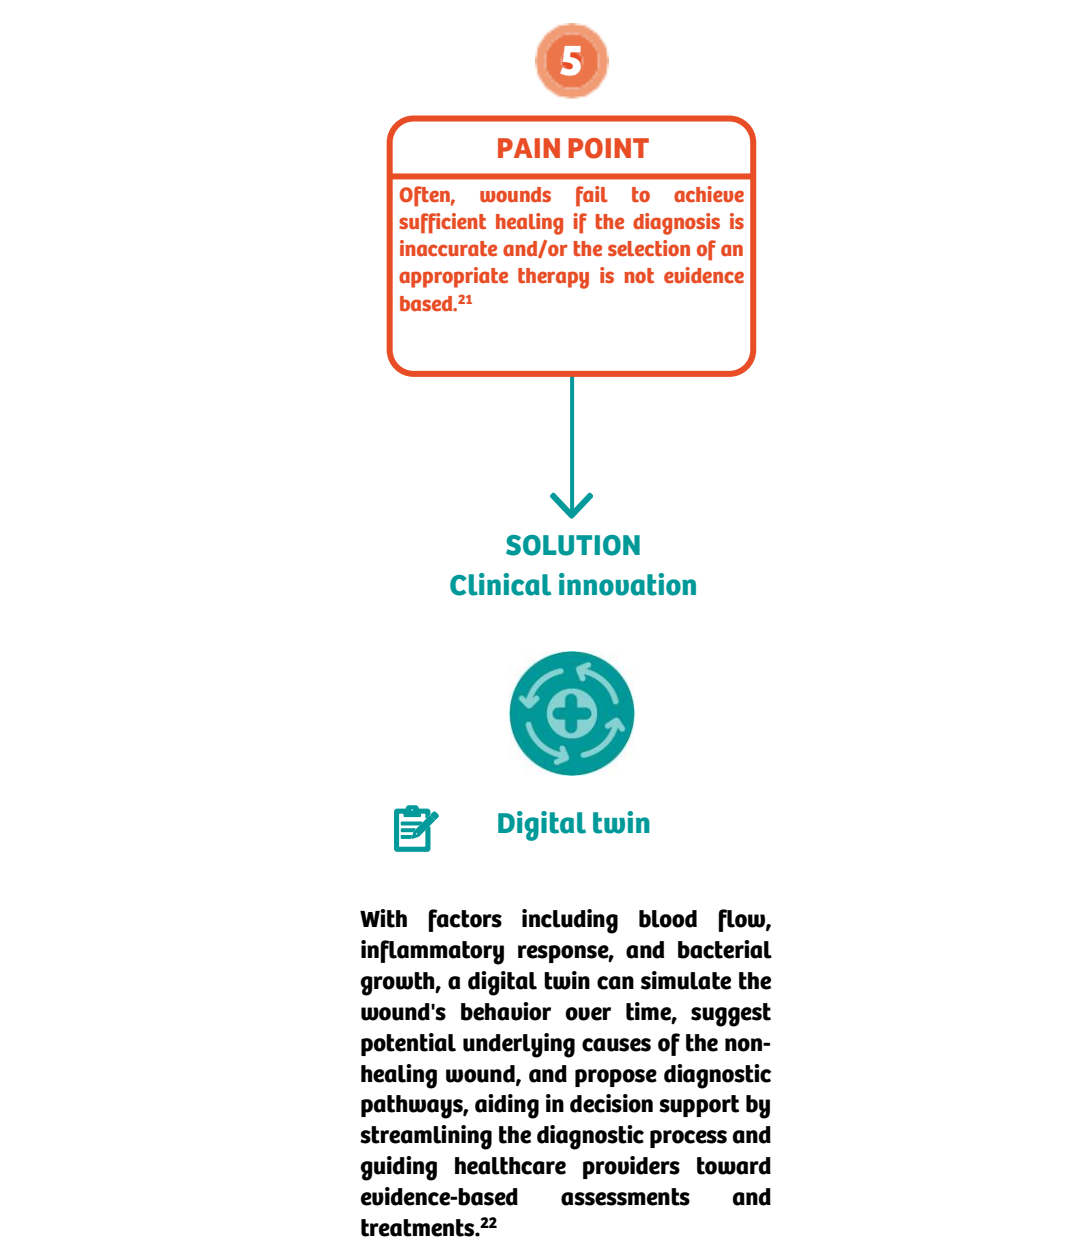 5
PAIN POINT
Often, wounds fail to achieve
sufficient healing if the diagnosis is
inaccurate and/or the selection of an
appropriate therapy is not evidence
based.²¹
SOLUTION
Clinical innovation
Digital twin
With factors including blood flow,
inflammatory response, and bacterial
growth, a digital twin can simulate the
wound's behavior over time, suggest
potential underlying causes of the non-
healing wound, and propose diagnostic
pathways, aiding in decision support by
streamlining the diagnostic process and
guiding healthcare providers toward
evidence-based assessments and
treatments.²²